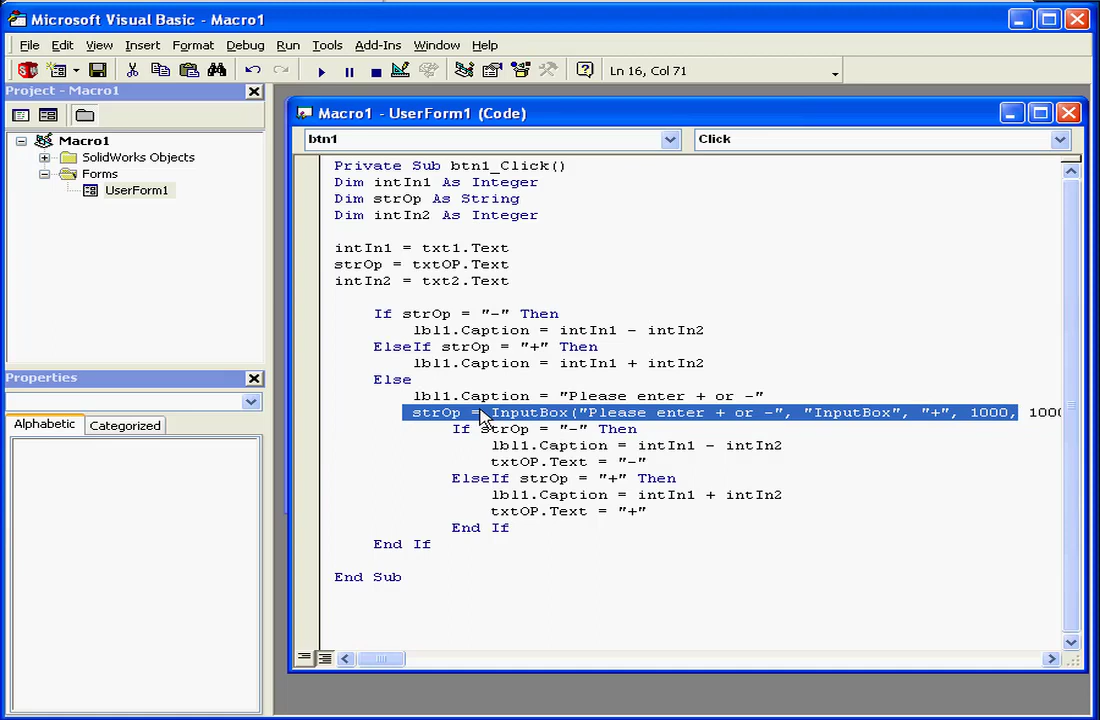 Microsoft Visual Basic - Macro1
File Edit View Insert Format Debug Run Tools Add-Ins Window Help
Ln 16, Col 71
Project - Macro1
Macro1
SolidWorks Objects
Forms
UserForm1
Properties
Alphabetic Categorized
Macro1 - UserForm1 (Code)
btn1 Click
Private Sub btn1_Click()
Dim intIn1 As Integer
Dim strOp As String
Dim intIn2 As Integer
intIn1 = txt1.Text
strOp = txtOP.Text
intIn2 = txt2.Text
If strOp = "-" Then
lbl1.Caption = intIn1 - intIn2
ElseIf strOp = "+" Then
lbl1.Caption = intIn1 + intIn2
Else
lbl1.Caption = "Please enter + or -"
strOp = InputBox("Please enter + or -", "InputBox", "+", 1000, 100
If strOp = "-" Then
lbl1.Caption = intIn1 - intIn2
txtOP.Text = "-"
ElseIf strOp = "+" Then
lbl1.Caption = intIn1 + intIn2
txtOP.Text = "+"
End If
End If
End Sub